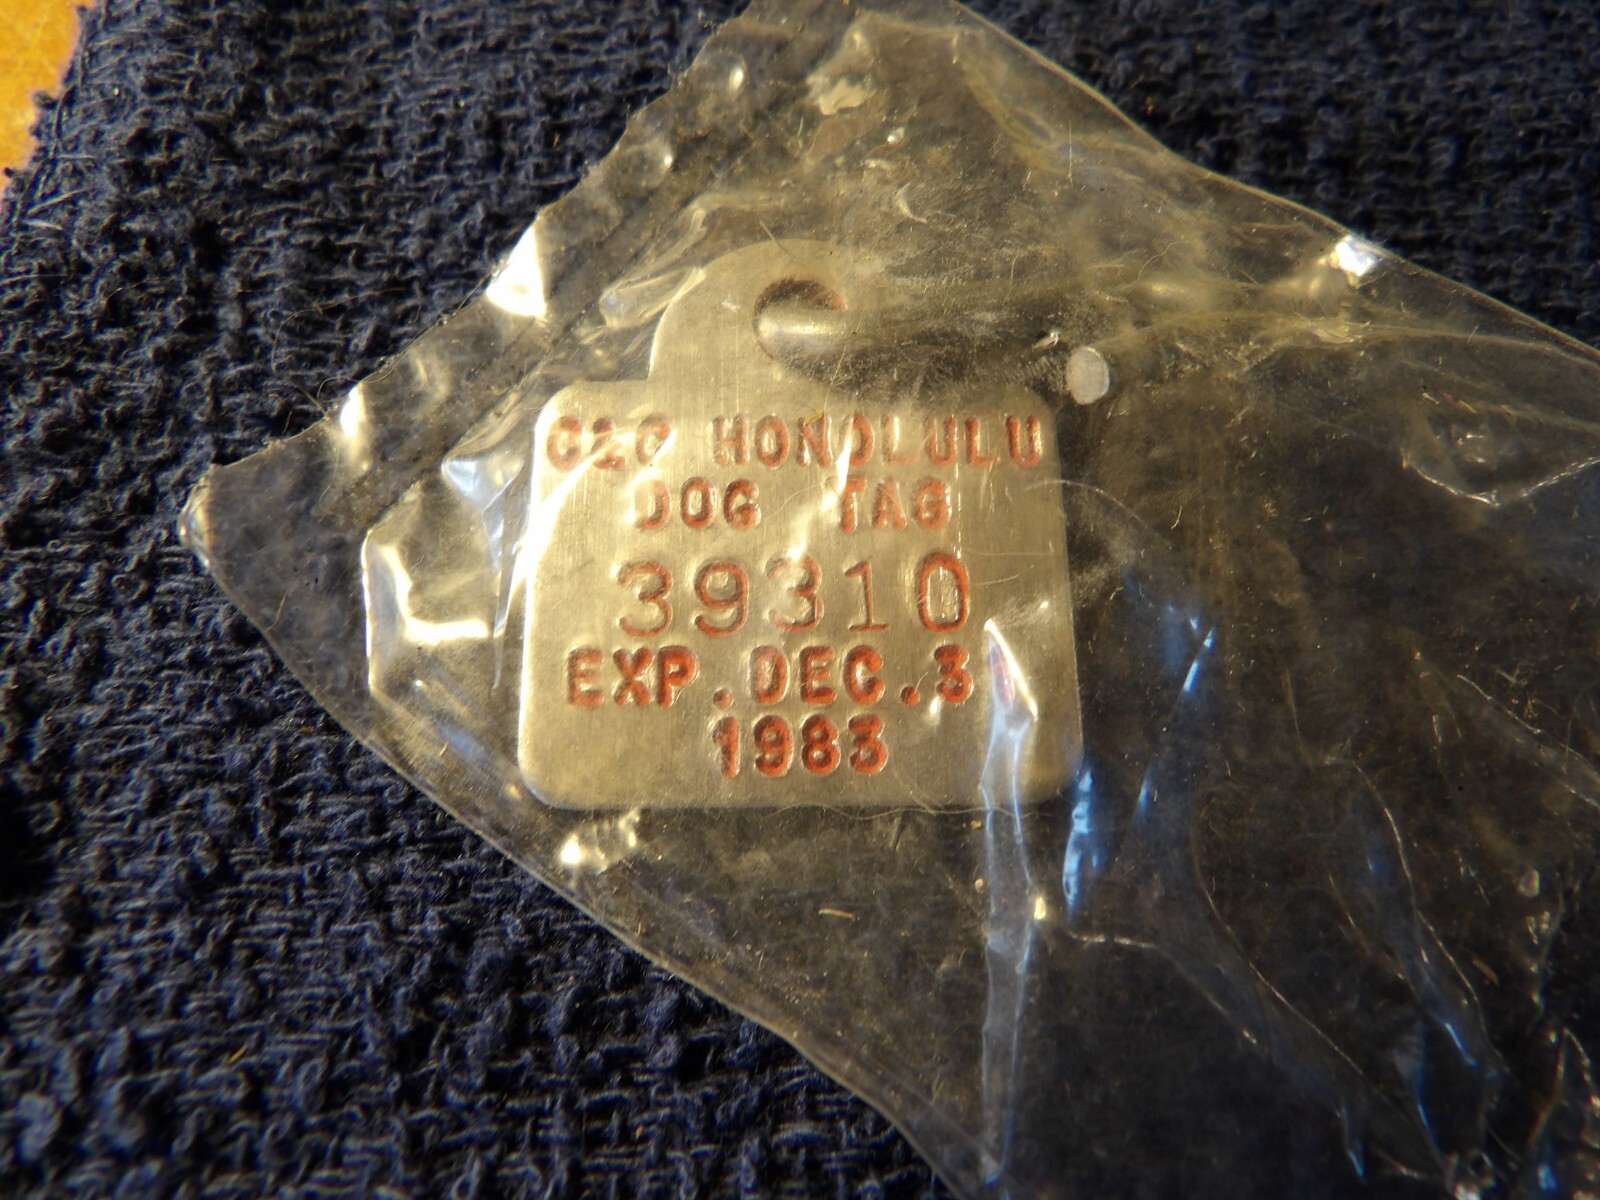 C&C HONOLULU
DOG TAG
39310
EXP.DEC.3
1983